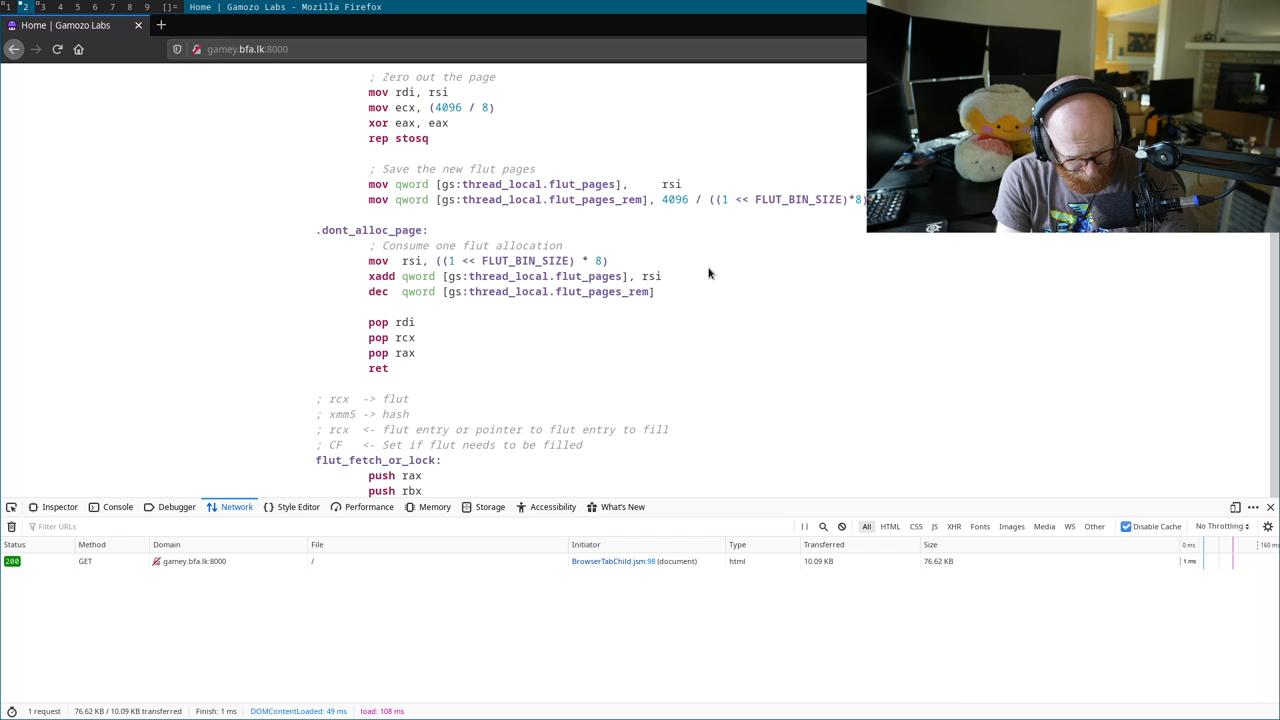 1 2 3 4 5 6 7 8 9 []= Home | Gamozo Labs - Mozilla Firefox
Home | Gamozo Labs
gamey.bfa.lk:8000
; Zero out the page
mov rdi, rsi
mov ecx, (4096 / 8)
xor eax, eax
rep stosq
; Save the new flut pages
mov qword [gs:thread_local.flut_pages],     rsi
mov qword [gs:thread_local.flut_pages_rem], 4096 / ((1 << FLUT_BIN_SIZE)*8)
.dont_alloc_page:
; Consume one flut allocation
mov  rsi, ((1 << FLUT_BIN_SIZE) * 8)
xadd qword [gs:thread_local.flut_pages], rsi
dec  qword [gs:thread_local.flut_pages_rem]
pop rdi
pop rcx
pop rax
ret
; rcx  -> flut
; xmm5 -> hash
; rcx  <- flut entry or pointer to flut entry to fill
; CF   <- Set if flut needs to be filled
flut_fetch_or_lock:
push rax
push rbx
Inspector Console Debugger Network Style Editor Performance Memory Storage Accessibility What's New
Filter URLs All HTML CSS JS XHR Fonts Images Media WS Other Disable Cache No Throttling
Status Method Domain File Initiator Type Transferred Size 0 ms 160 ms
200 GET gamey.bfa.lk:8000 / BrowserTabChild.jsm:98 (document) html 10.09 KB 76.62 KB 1 ms
1 request 76.62 KB / 10.09 KB transferred Finish: 1 ms DOMContentLoaded: 49 ms load: 108 ms